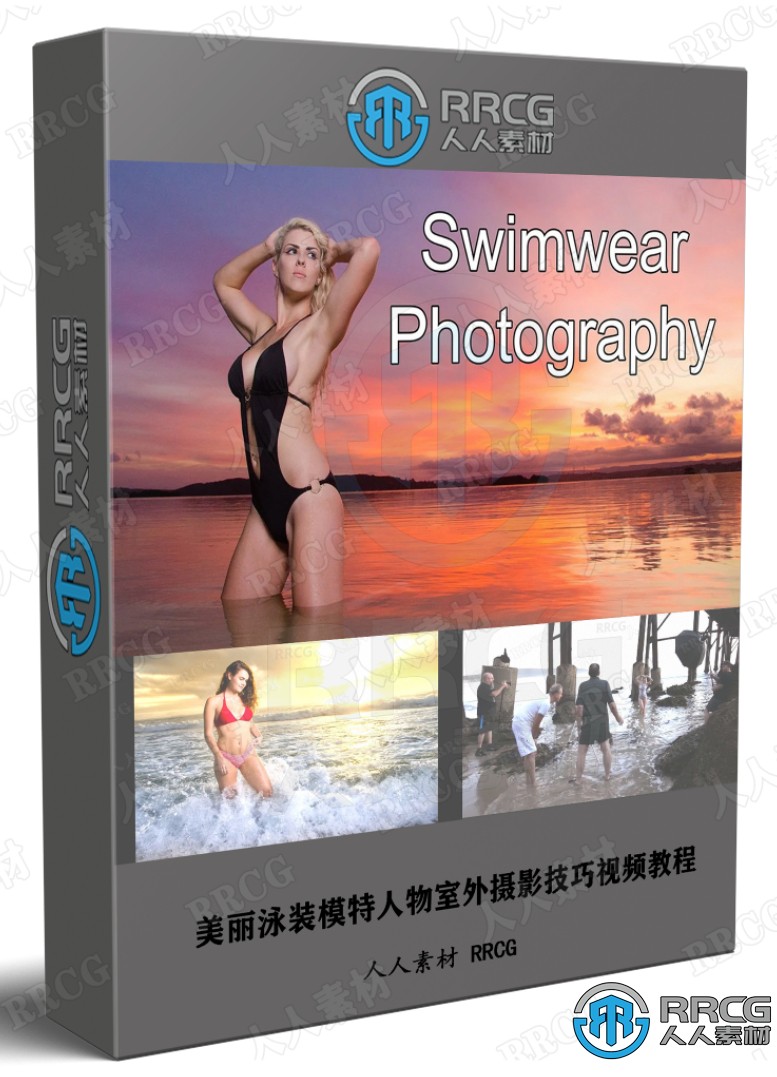 RRCG
人人素材
Swimwear
Photography
RRCG
人人素材
美丽泳装模特人物室外摄影技巧视频教程
人人素材 RRCG
RRCG
人人素材